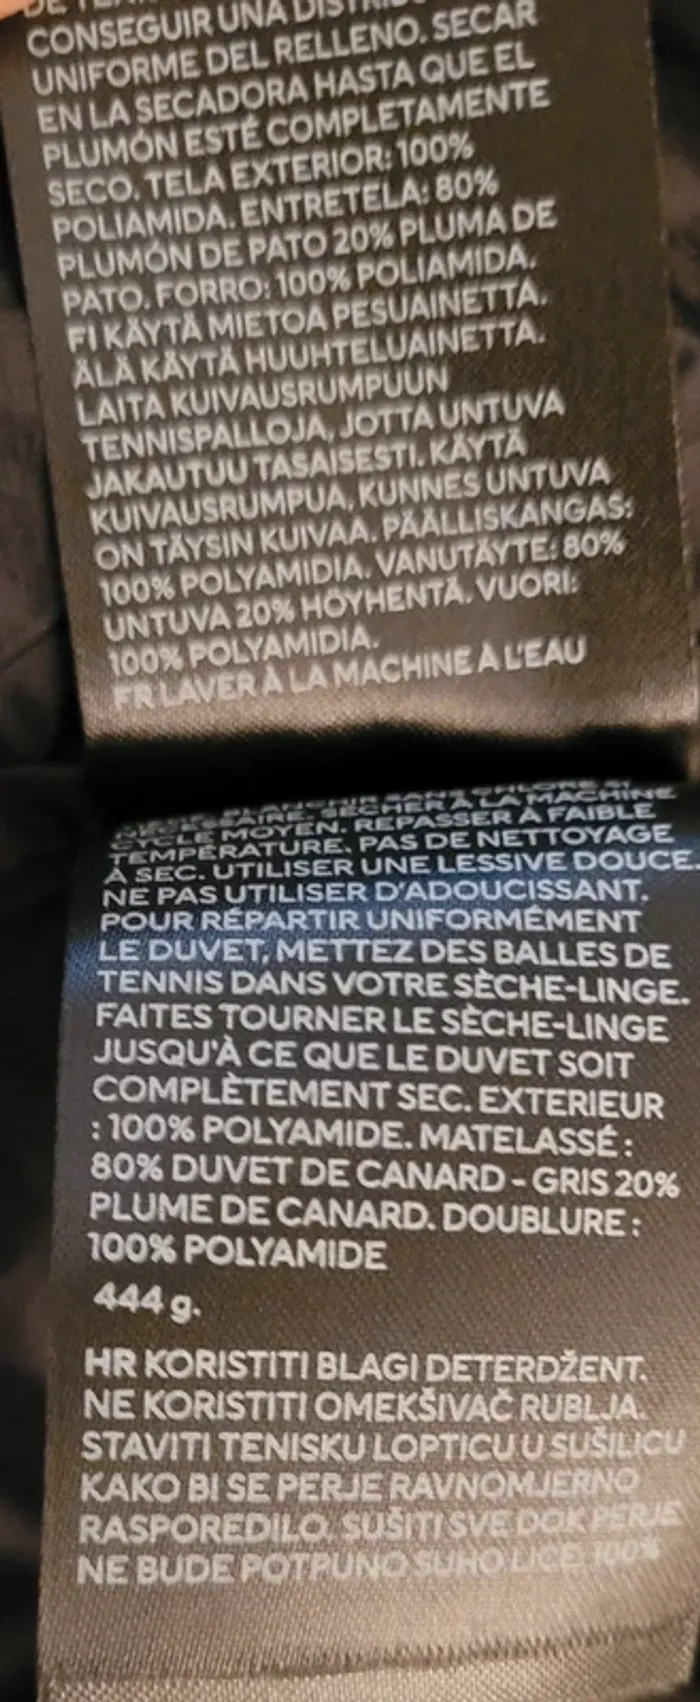 CONSEGUIR UNA
UNIFORME DEL RELLENO. SECAR
EN LA SECADORA HASTA QUE EL
PLUMÓN ESTÉ COMPLETAMENTE
SECO. TELA EXTERIOR: 100%
POLIAMIDA. ENTRETELA: 80%
PLUMÓN DE PATO 20% PLUMA DE
PATO. FORRO: 100% POLIAMIDA.
FI KÄYTÄ MIETOA PESUAINETTA.
ÄLÄ KÄYTÄ HUUHTELUAINETTA.
LAITA KUIVAUSRUMPUUN
TENNISPALLOJA, JOTTA UNTUVA
JAKAUTUU TASAISESTI. KÄYTÄ
KUIVAUSRUMPUA, KUNNES UNTUVA
ON TÄYSIN KUIVAA. PÄÄLLISKANGAS:
100% POLYAMIDIA. VANUTÄYTE: 80%
UNTUVA 20% HÖYHENTÄ. VUORI:
100% POLYAMIDIA.
FR LAVER À LA MACHINE À L'EAU
SÉCHER À LA MACHINE
CYCLE MOYEN. REPASSER À FAIBLE
TEMPÉRATURE. PAS DE NETTOYAGE
À SEC. UTILISER UNE LESSIVE DOUCE.
NE PAS UTILISER D'ADOUCISSANT.
POUR RÉPARTIR UNIFORMÉMENT
LE DUVET, METTEZ DES BALLES DE
TENNIS DANS VOTRE SÈCHE-LINGE.
FAITES TOURNER LE SÈCHE-LINGE
JUSQU'À CE QUE LE DUVET SOIT
COMPLÈTEMENT SEC. EXTERIEUR
: 100% POLYAMIDE. MATELASSÉ :
80% DUVET DE CANARD - GRIS 20%
PLUME DE CANARD. DOUBLURE :
100% POLYAMIDE
444 g.
HR KORISTITI BLAGI DETERDŽENT.
NE KORISTITI OMEKŠIVAČ RUBLJA.
STAVITI TENISKU LOPTICU U SUŠILICU
KAKO BI SE PERJE RAVNOMJERNO
RASPOREDILO. SUŠITI SVE DOK PERJE
NE BUDE POTPUNO SUHO LICE: 100%